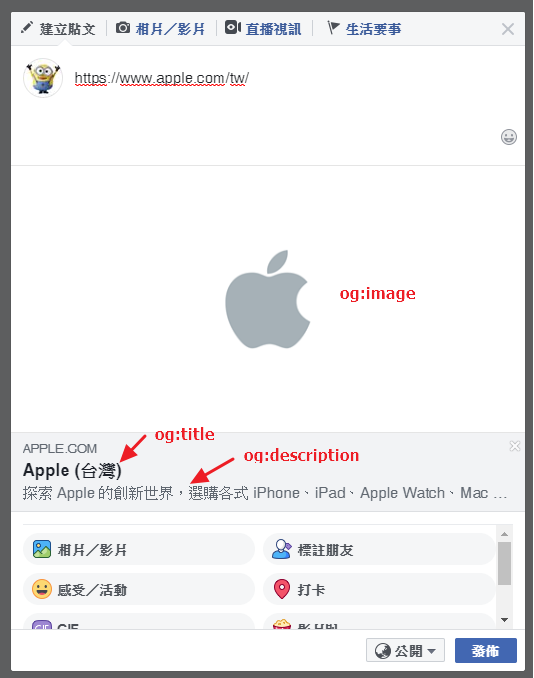 建立貼文 相片／影片 直播視訊 生活要事
https://www.apple.com/tw/
og:image
og:title
og:description
APPLE.COM
Apple (台灣)
探索 Apple 的創新世界，選購各式 iPhone、iPad、Apple Watch、Mac …
相片／影片 標註朋友
感受／活動 打卡
GIF
公開 發佈